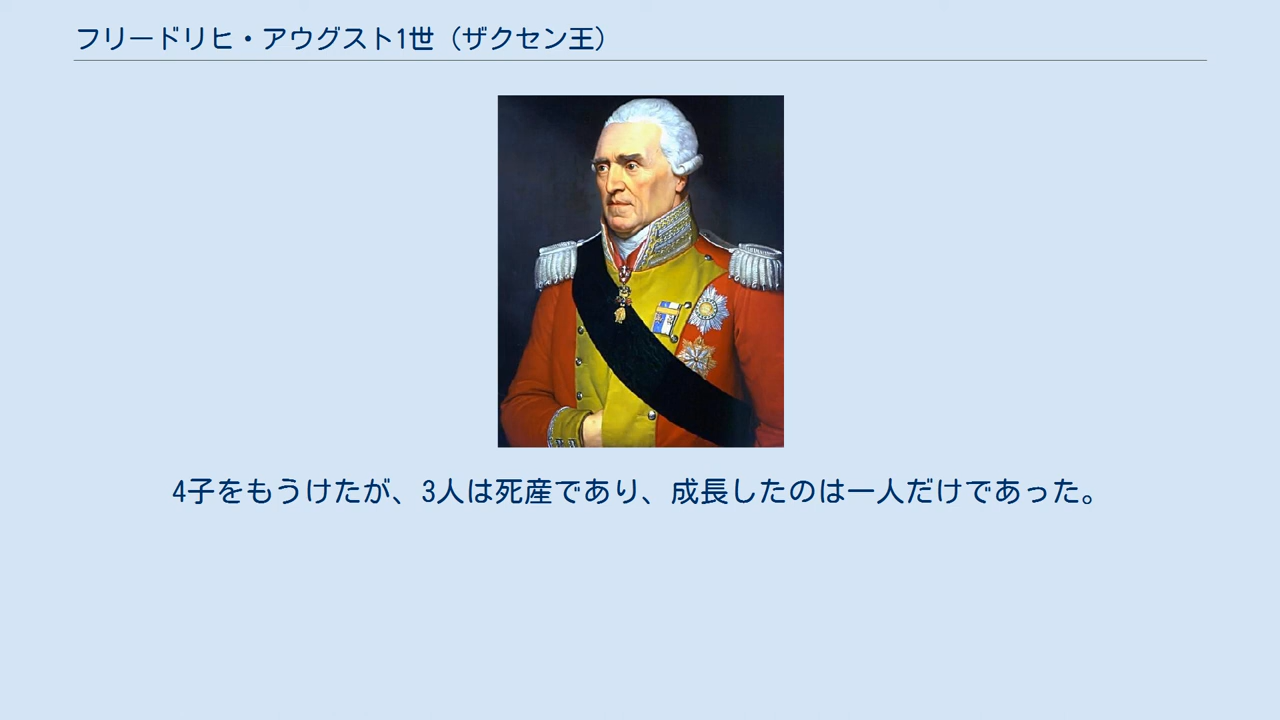 フリードリヒ・アウグスト1世（ザクセン王）
4子をもうけたが、3人は死産であり、成長したのは一人だけであった。